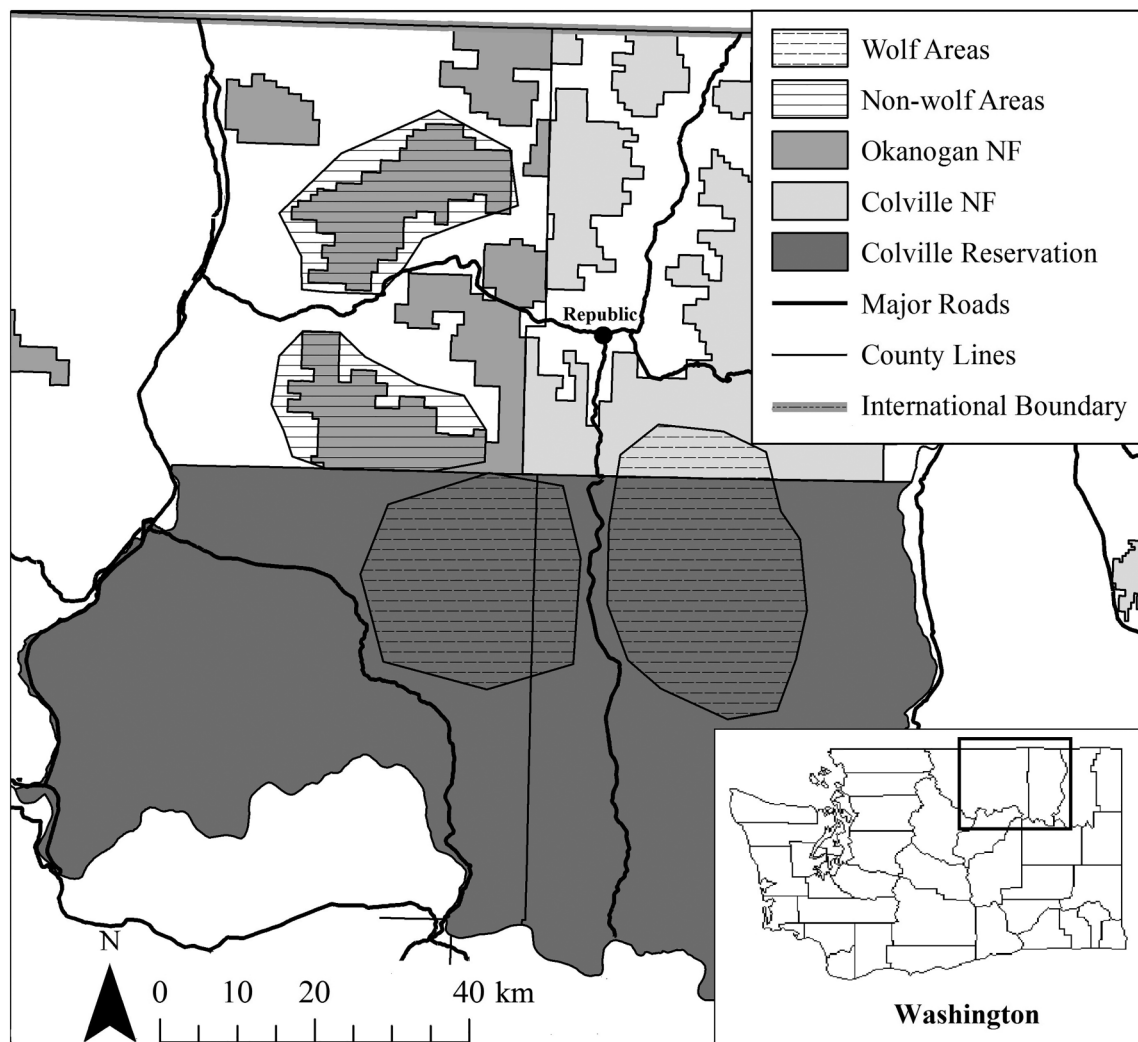 Wolf Areas
Non-wolf Areas
Okanogan NF
Colville NF
Colville Reservation
Major Roads
County Lines
International Boundary
Republic
N
0 10 20 40 km
Washington